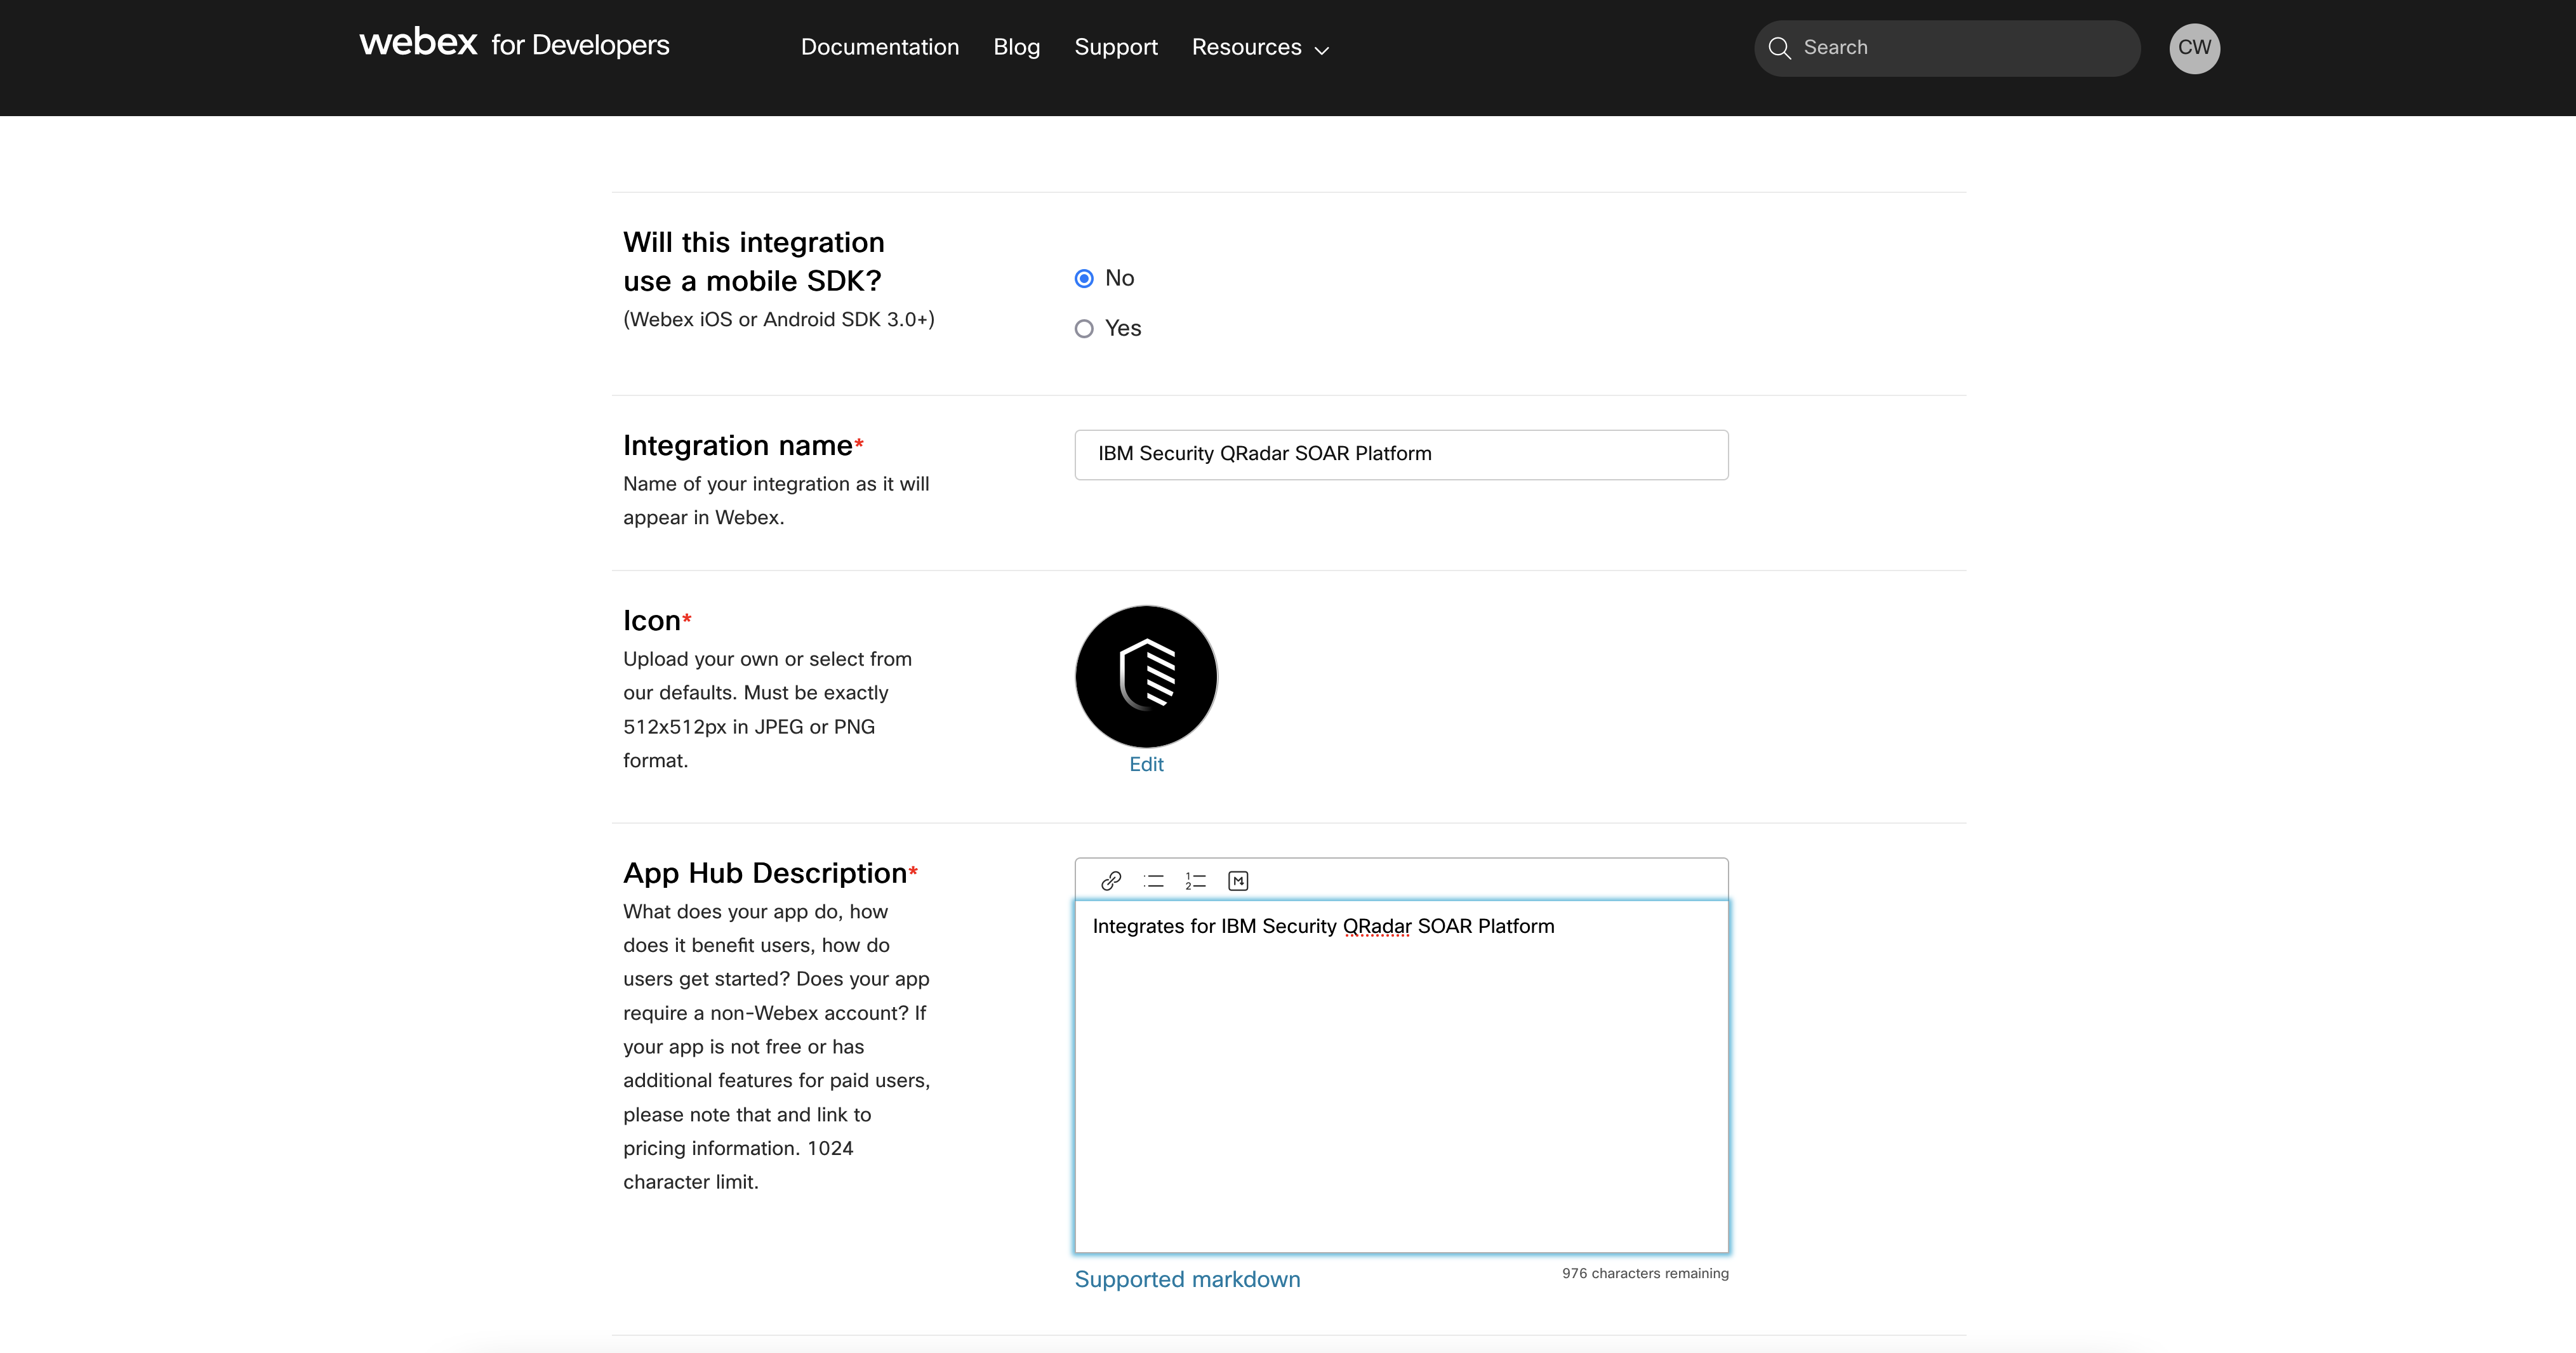 webex for Developers
Documentation
Blog
Support
Resources
Search
CW
Will this integration
use a mobile SDK?
(Webex iOS or Android SDK 3.0+)
No
Yes
Integration name*
Name of your integration as it will
appear in Webex.
IBM Security QRadar SOAR Platform
Icon*
Upload your own or select from
our defaults. Must be exactly
512x512px in JPEG or PNG
format.
Edit
App Hub Description*
What does your app do, how
does it benefit users, how do
users get started? Does your app
require a non-Webex account? If
your app is not free or has
additional features for paid users,
please note that and link to
pricing information. 1024
character limit.
Integrates for IBM Security QRadar SOAR Platform
Supported markdown
976 characters remaining